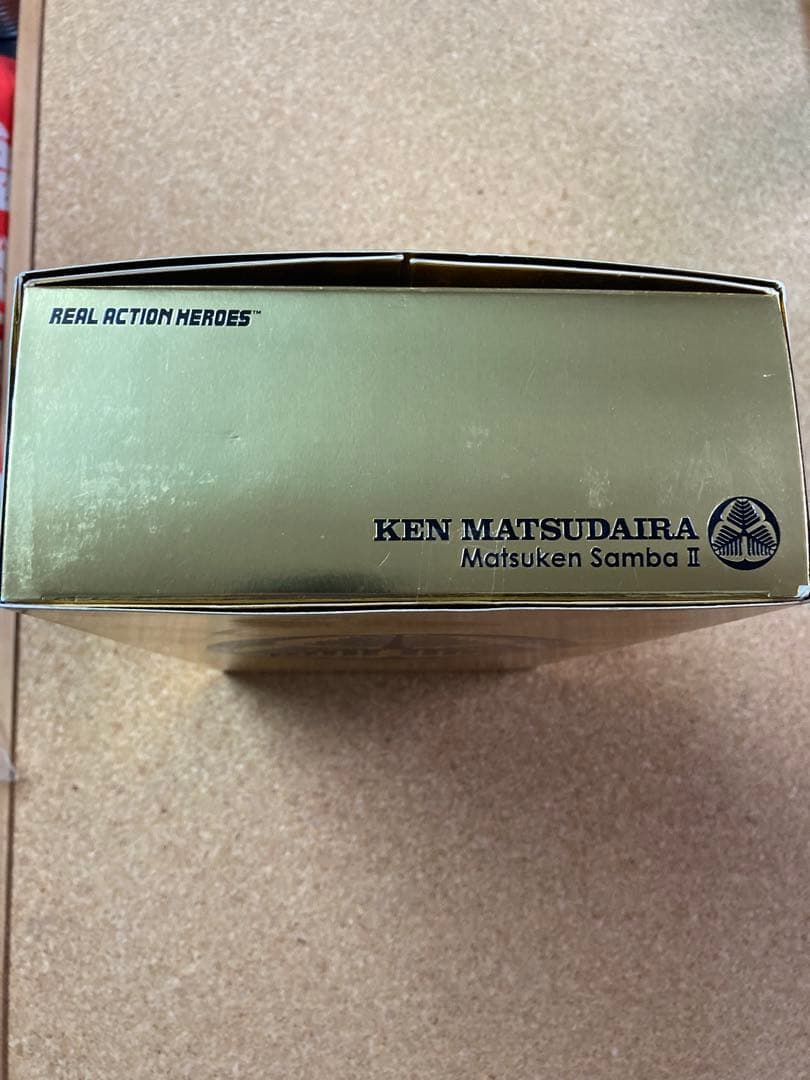 REAL ACTION HEROES™
KEN MATSUDAIRA
Matsuken Samba II